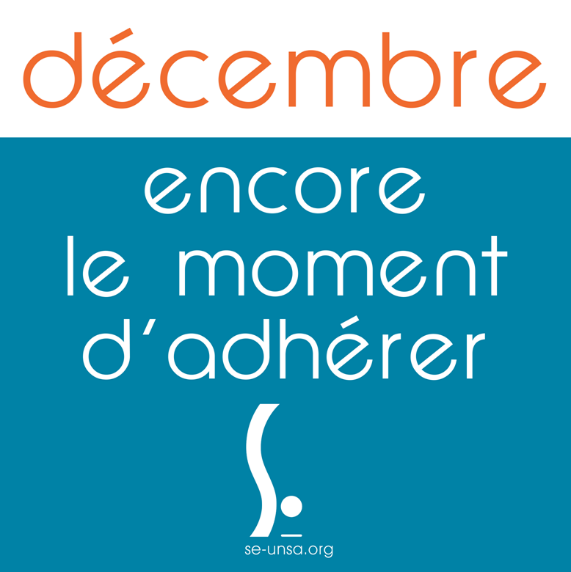 décembre
encore
le moment
d'adhérer
se-unsa.org